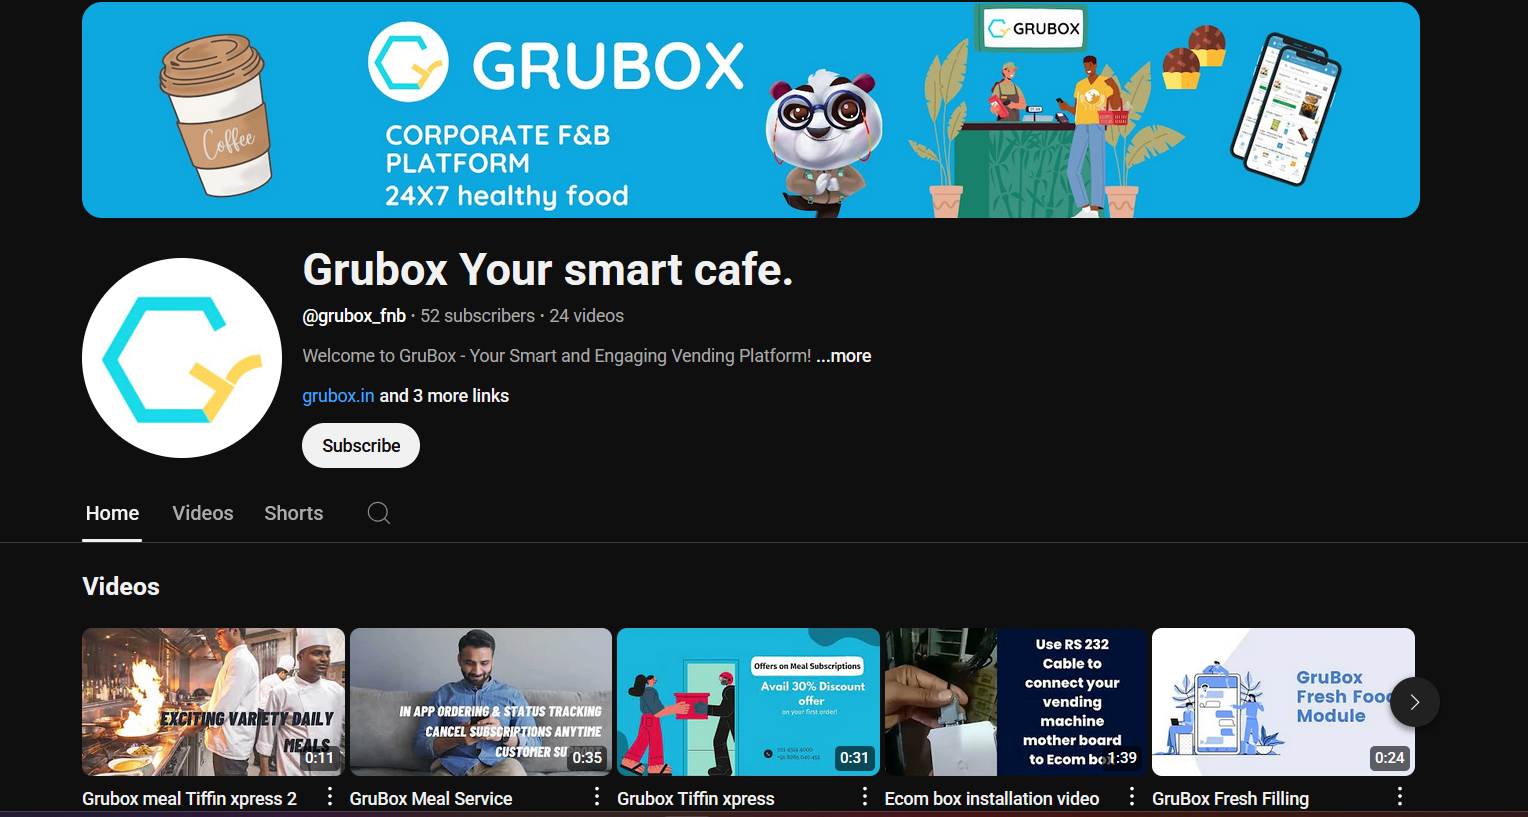 Coffee
GRUBOX
CORPORATE F&B
PLATFORM
24X7 healthy food
GRUBOX
Grubox Your smart cafe.
@grubox_fnb · 52 subscribers · 24 videos
Welcome to GruBox - Your Smart and Engaging Vending Platform! ...more
grubox.in and 3 more links
Subscribe
Home Videos Shorts
Videos
EXCITING VARIETY DAILY
MEALS
0:11
IN APP ORDERING & STATUS TRACKING
CANCEL SUBSCRIPTIONS ANYTIME
CUSTOMER
0:35
Offers on Meal Subscriptions
Avail 30% Discount
offer
on your first order!
0:31
Use RS 232
Cable to
connect your
vending
machine
mother board
to Ecom box
1:39
GruBox
Fresh Food
Module
0:24
Grubox meal Tiffin xpress 2
GruBox Meal Service
Grubox Tiffin xpress
Ecom box installation video
GruBox Fresh Filling